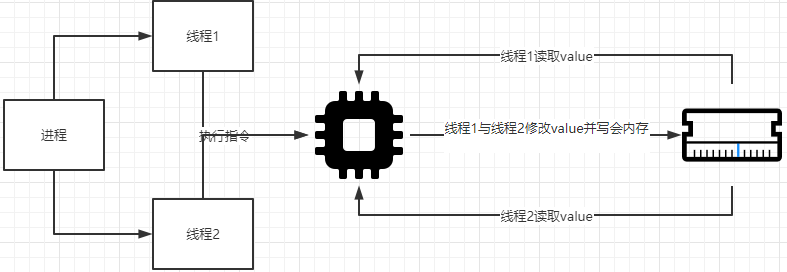 线程1
线程1读取value
进程
执行指令
线程1与线程2修改value并写会内存
线程2读取value
线程2